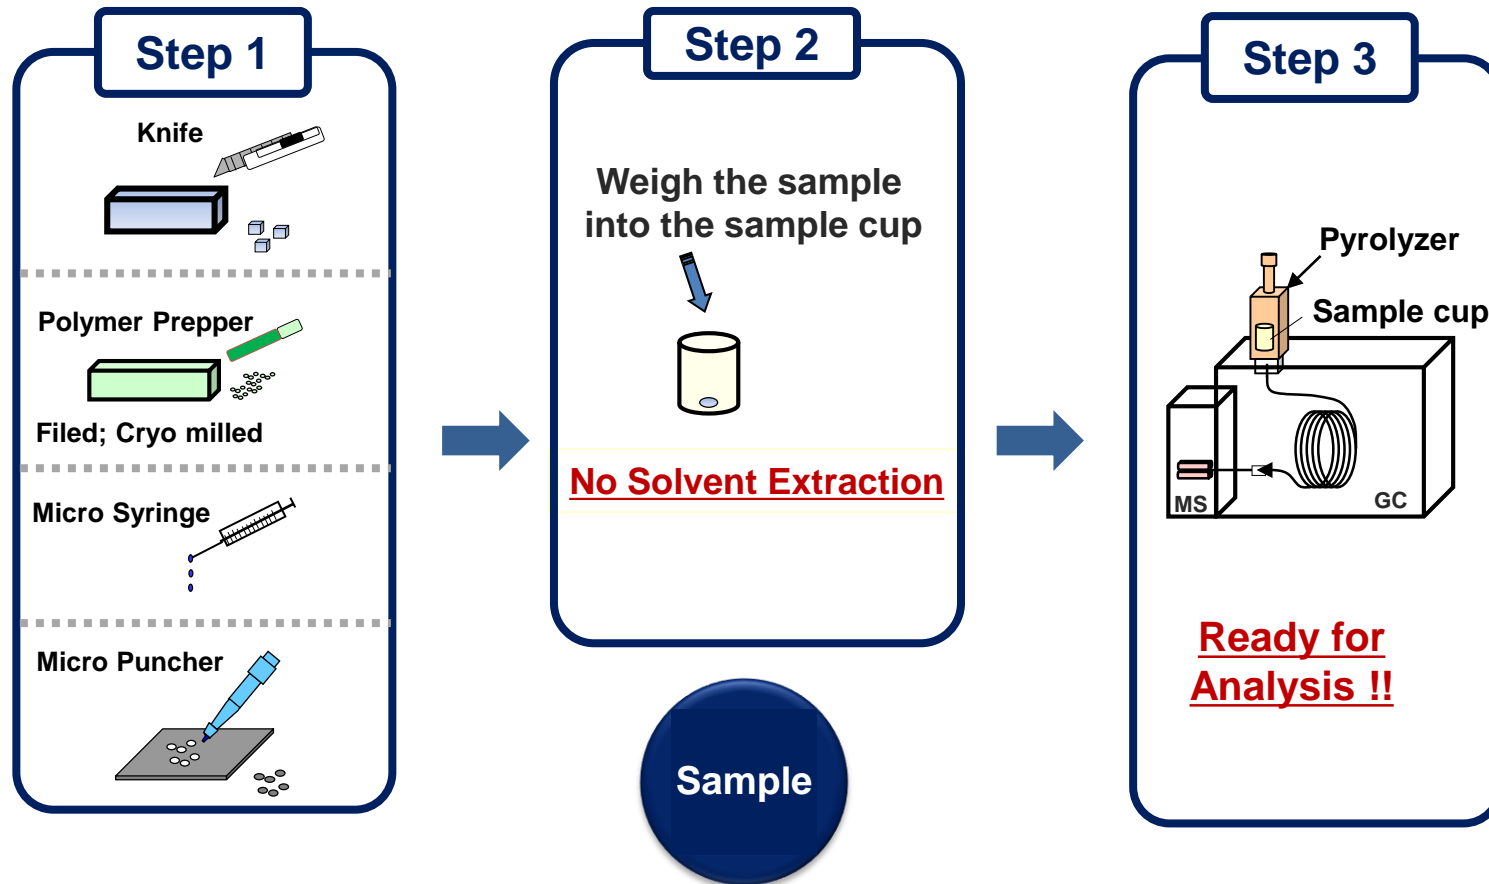 Step 1
Knife
Polymer Prepper
Filed; Cryo milled
Micro Syringe
Micro Puncher
Step 2
Weigh the sample
into the sample cup
No Solvent Extraction
Sample
Step 3
Pyrolyzer
Sample cup
MS
GC
Ready for
Analysis !!